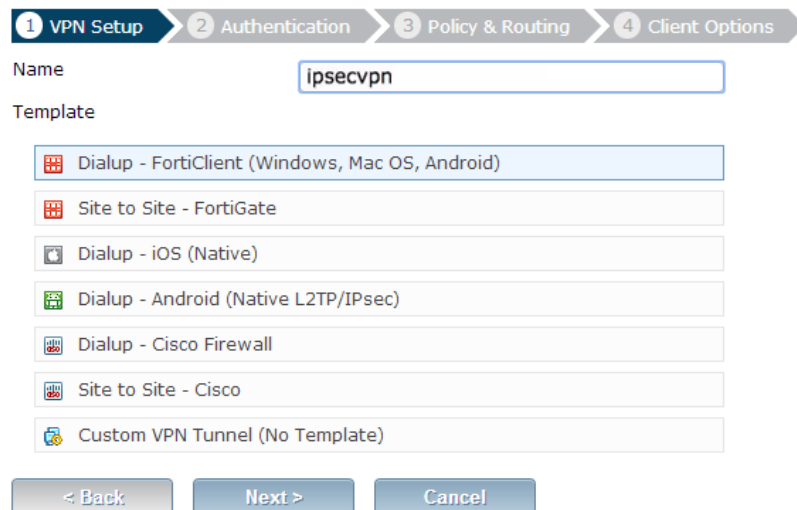 1 VPN Setup 2 Authentication 3 Policy & Routing 4 Client Options
Name ipsecvpn
Template
Dialup - FortiClient (Windows, Mac OS, Android)
Site to Site - FortiGate
Dialup - iOS (Native)
Dialup - Android (Native L2TP/IPsec)
Dialup - Cisco Firewall
Site to Site - Cisco
Custom VPN Tunnel (No Template)
< Back Next > Cancel